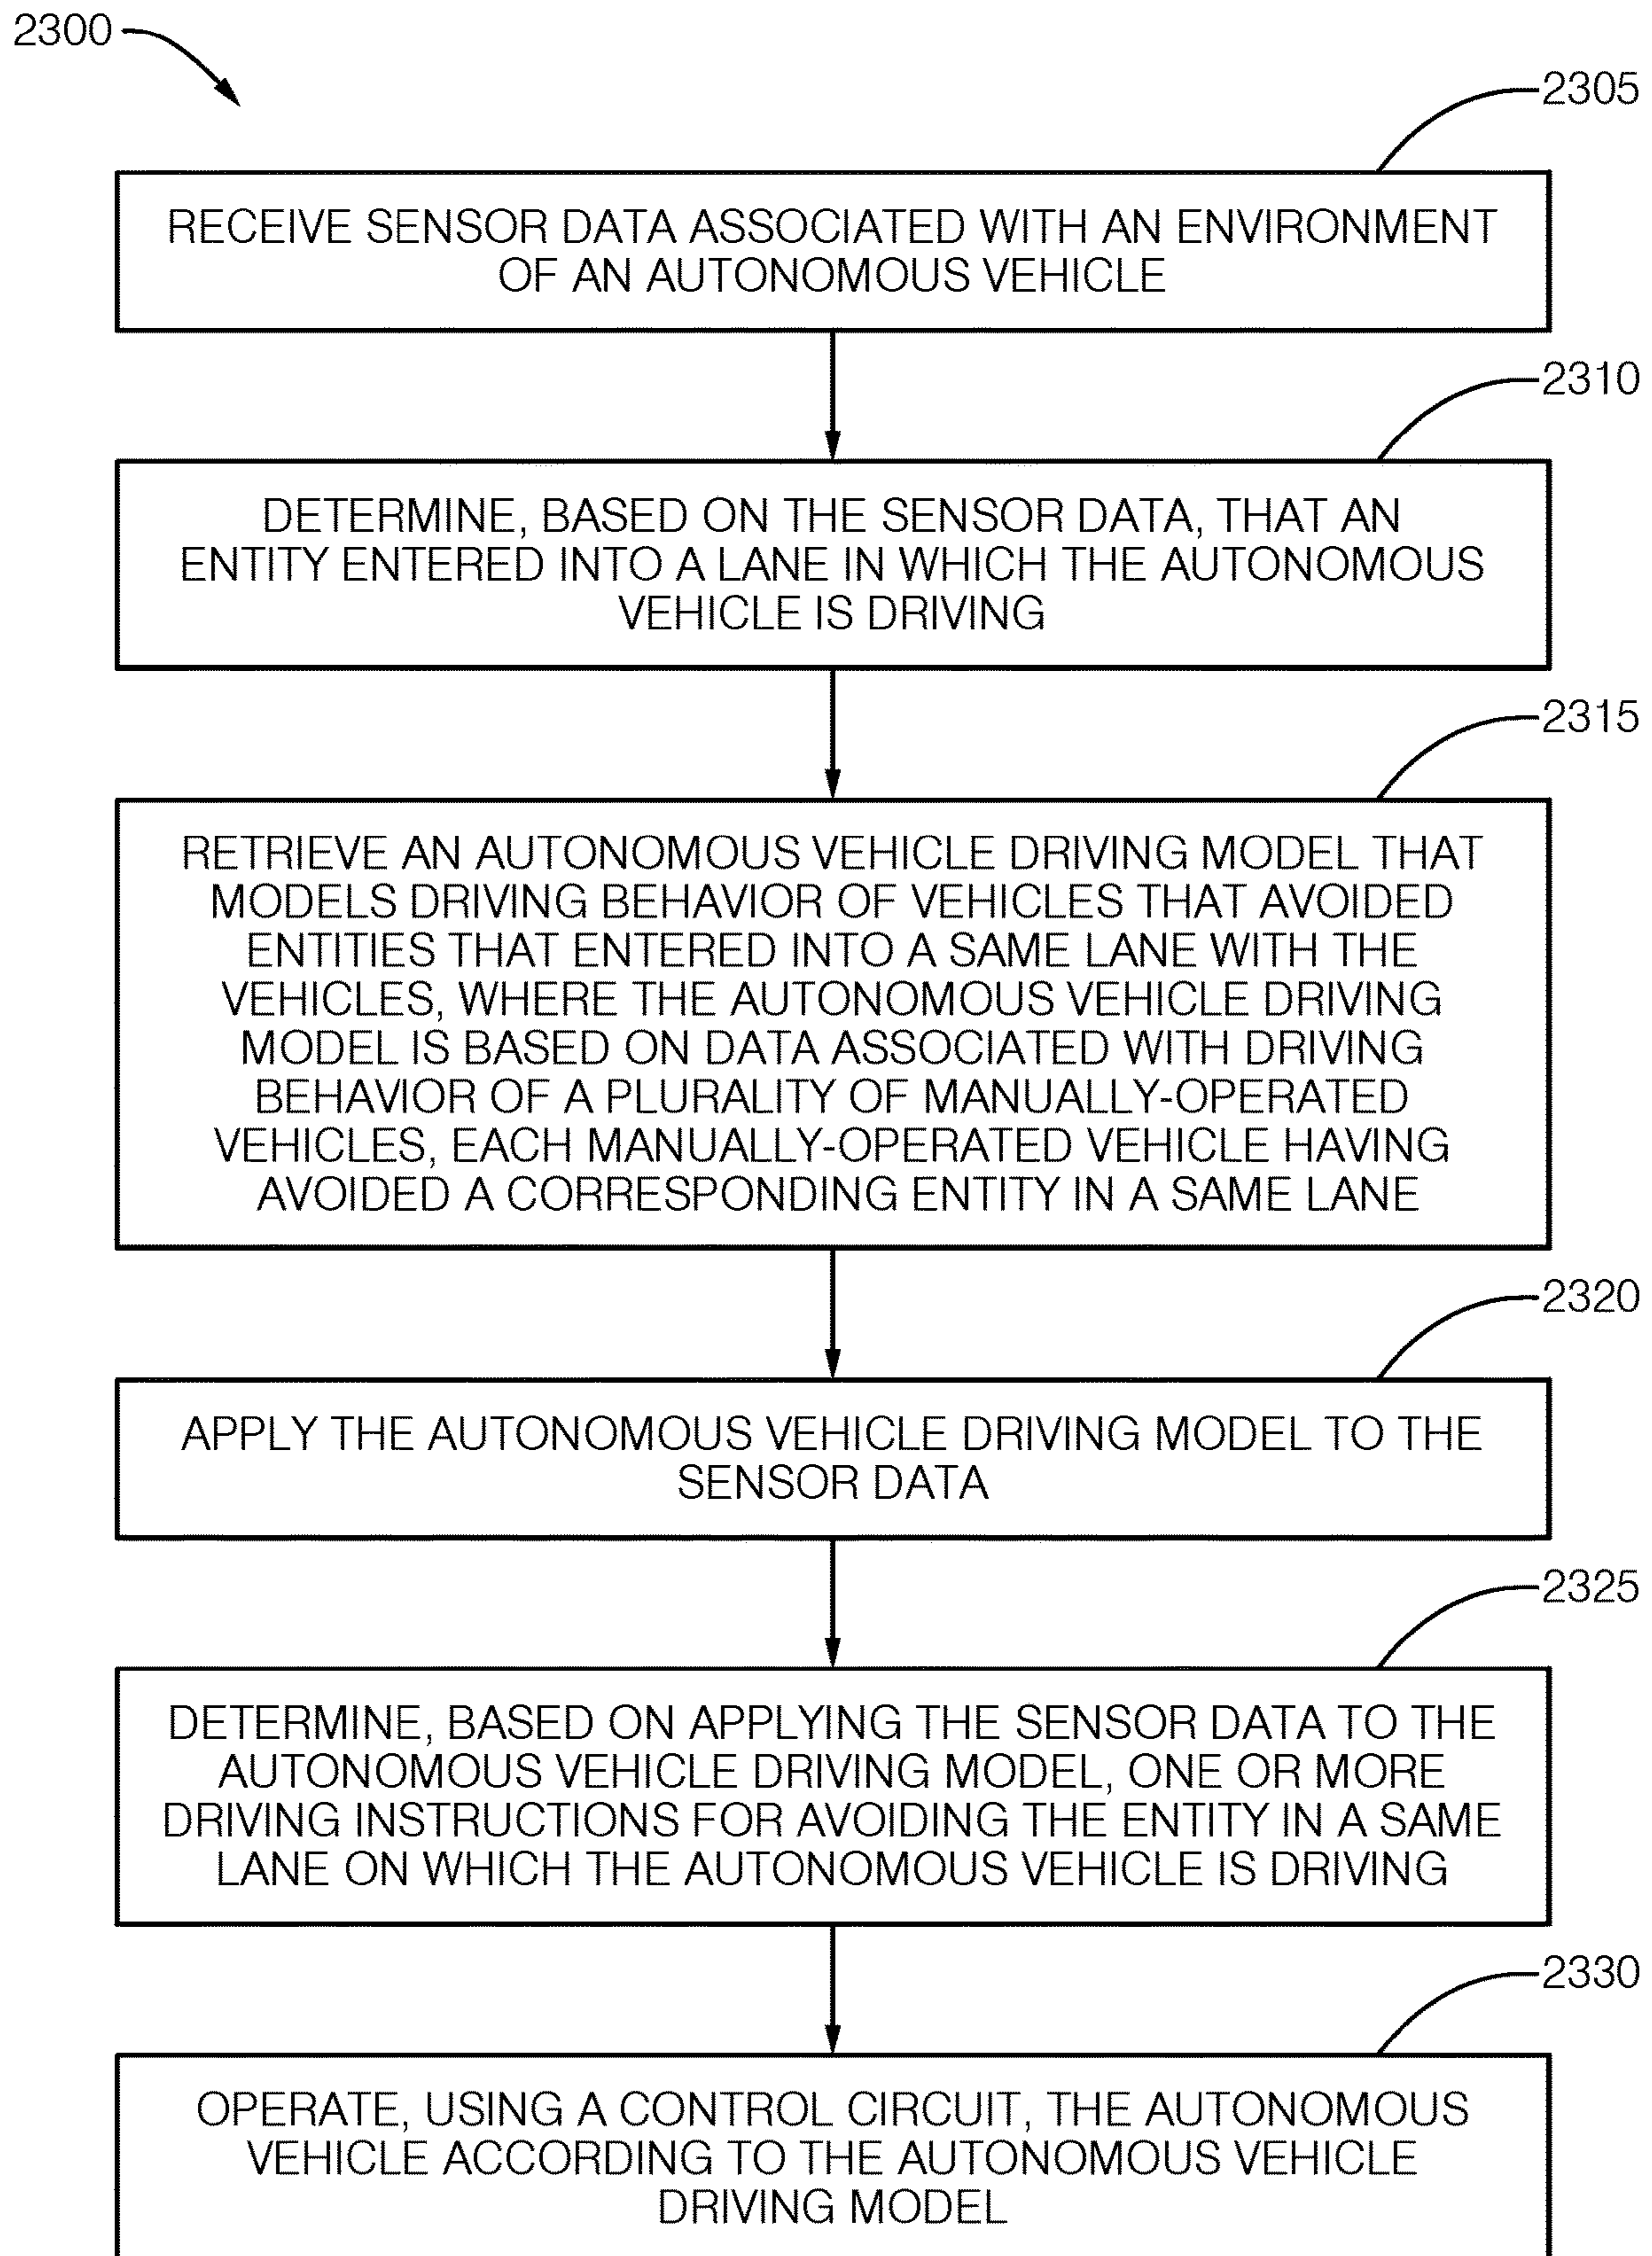 2300
2305
RECEIVE SENSOR DATA ASSOCIATED WITH AN ENVIRONMENT
OF AN AUTONOMOUS VEHICLE
2310
DETERMINE, BASED ON THE SENSOR DATA, THAT AN
ENTITY ENTERED INTO A LANE IN WHICH THE AUTONOMOUS
VEHICLE IS DRIVING
2315
RETRIEVE AN AUTONOMOUS VEHICLE DRIVING MODEL THAT
MODELS DRIVING BEHAVIOR OF VEHICLES THAT AVOIDED
ENTITIES THAT ENTERED INTO A SAME LANE WITH THE
VEHICLES, WHERE THE AUTONOMOUS VEHICLE DRIVING
MODEL IS BASED ON DATA ASSOCIATED WITH DRIVING
BEHAVIOR OF A PLURALITY OF MANUALLY-OPERATED
VEHICLES, EACH MANUALLY-OPERATED VEHICLE HAVING
AVOIDED A CORRESPONDING ENTITY IN A SAME LANE
2320
APPLY THE AUTONOMOUS VEHICLE DRIVING MODEL TO THE
SENSOR DATA
2325
DETERMINE, BASED ON APPLYING THE SENSOR DATA TO THE
AUTONOMOUS VEHICLE DRIVING MODEL, ONE OR MORE
DRIVING INSTRUCTIONS FOR AVOIDING THE ENTITY IN A SAME
LANE ON WHICH THE AUTONOMOUS VEHICLE IS DRIVING
2330
OPERATE, USING A CONTROL CIRCUIT, THE AUTONOMOUS
VEHICLE ACCORDING TO THE AUTONOMOUS VEHICLE
DRIVING MODEL